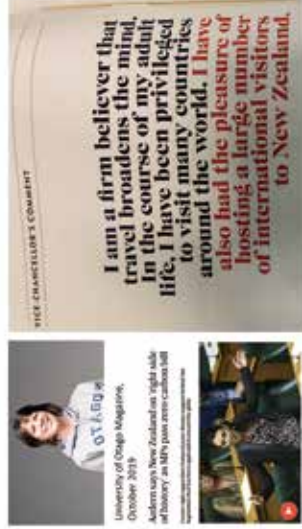 VICE-CHANCELLOR'S COMMENT
I am a firm believer that
travel broadens the mind.
In the course of my adult
life, I have been privileged
to visit many countries
around the world. I have
also had the pleasure of
hosting a large number
of international visitors
to New Zealand.
OTAGO
University of Otago Magazine,
October 2019
Ardern says New Zealand on 'right side
of history' as MPs pass zero-carbon bill